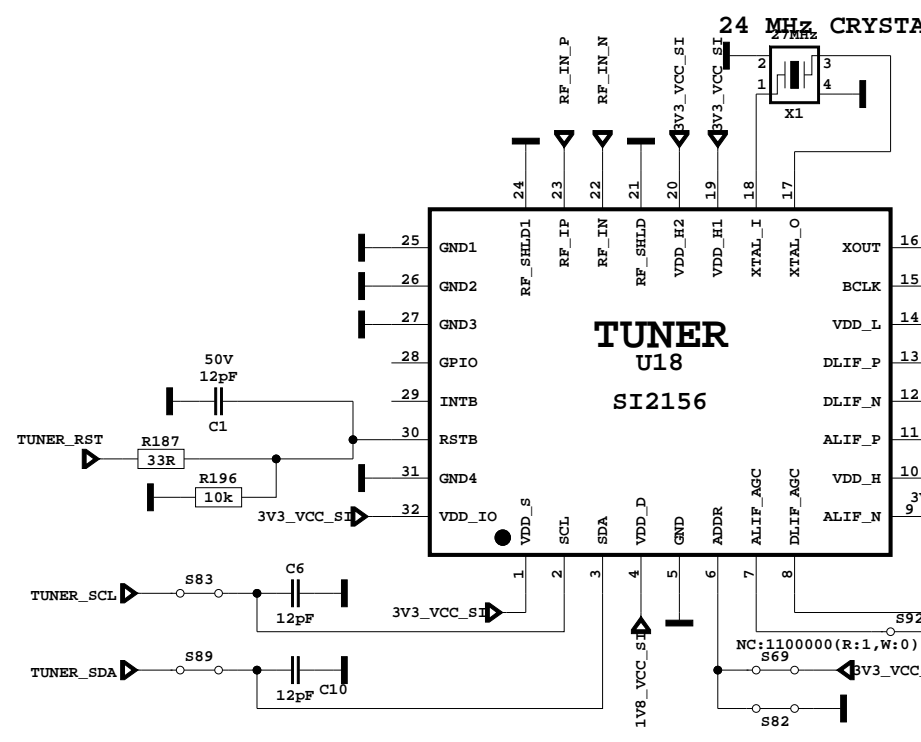 24 MHz CRYSTA
27MHz
2
3
1
4
X1
RF_IN_P
RF_IN_N
3V3_VCC_SI
3V3_VCC_SI
24
23
22
21
20
19
18
17
RF_SHLD1
RF_IP
RF_IN
RF_SHLD
VDD_H2
VDD_H1
XTAL_I
XTAL_O
25 GND1
26 GND2
27 GND3
28 GPIO
29 INTB
30 RSTB
31 GND4
32 VDD_IO
XOUT 16
BCLK 15
VDD_L 14
DLIF_P 13
DLIF_N 12
ALIF_P 11
VDD_H 10
3
ALIF_N 9
TUNER
U18
SI2156
50V
12pF
C1
TUNER_RST
R187
33R
R196
10k
3V3_VCC_SI
VDD_S
SCL
SDA
VDD_D
GND
ADDR
ALIF_AGC
DLIF_AGC
1
2
3
4
5
6
7
8
TUNER_SCL
S83
C6
12pF
3V3_VCC_SI
TUNER_SDA
S89
12pF
C10
1V8_VCC_SI
S92
NC:1100000(R:1,W:0)
S69
3V3_VCC_
S82